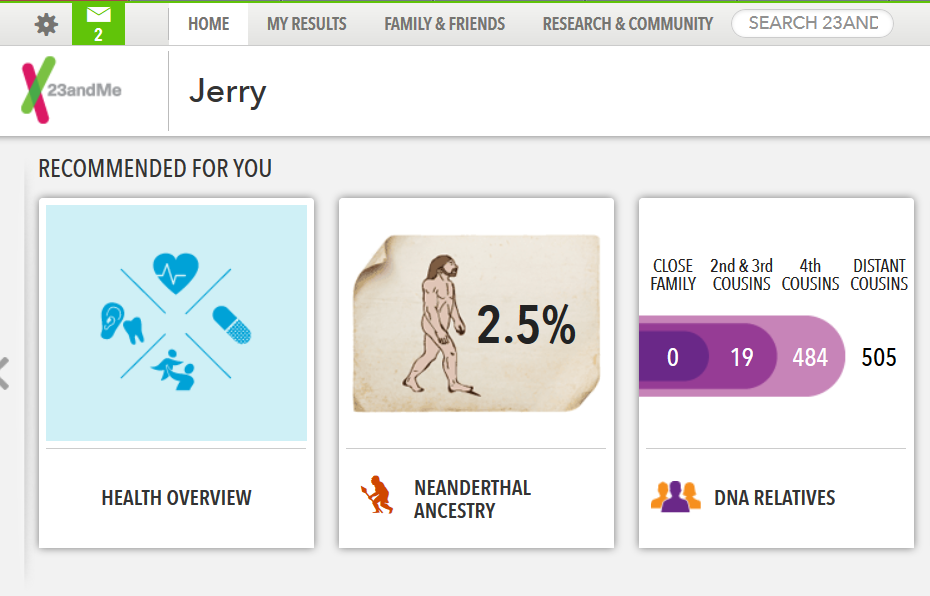 HOME MY RESULTS FAMILY & FRIENDS RESEARCH & COMMUNITY SEARCH 23AND
2
23andMe
Jerry
RECOMMENDED FOR YOU
HEALTH OVERVIEW
2.5%
NEANDERTHAL
ANCESTRY
CLOSE 2nd & 3rd 4th DISTANT
FAMILY COUSINS COUSINS COUSINS
0 19 484 505
DNA RELATIVES